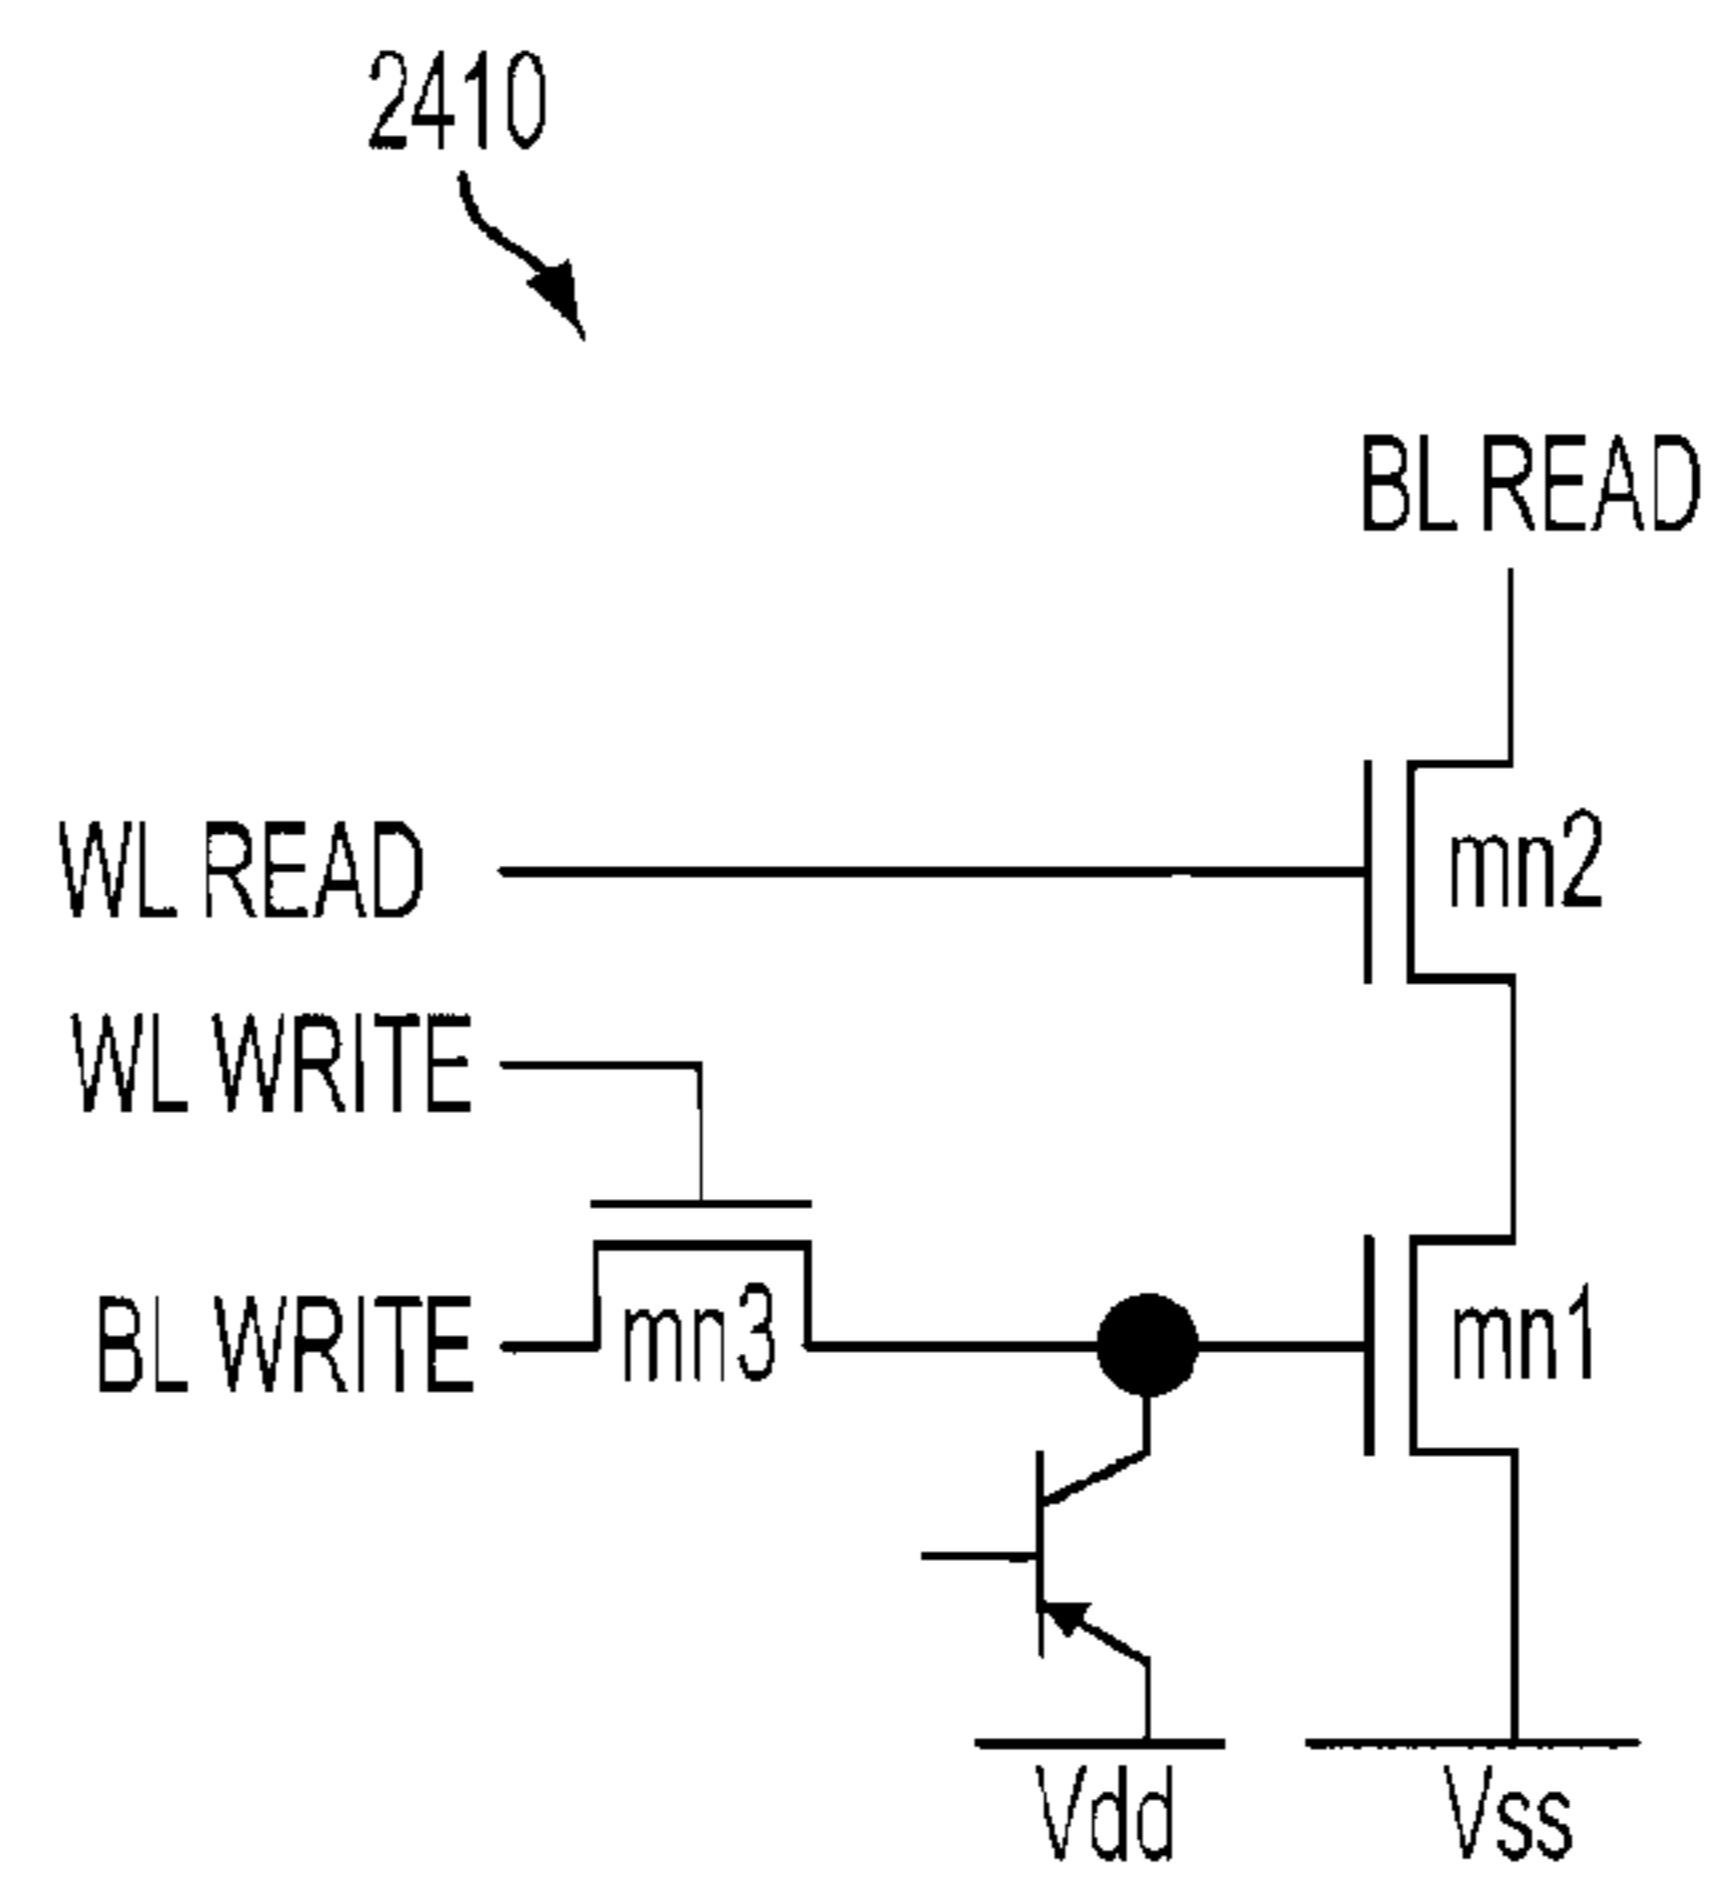 2410
BL READ
WL READ
mn2
WL WRITE
BL WRITE
mn3
mn1
Vdd
Vss